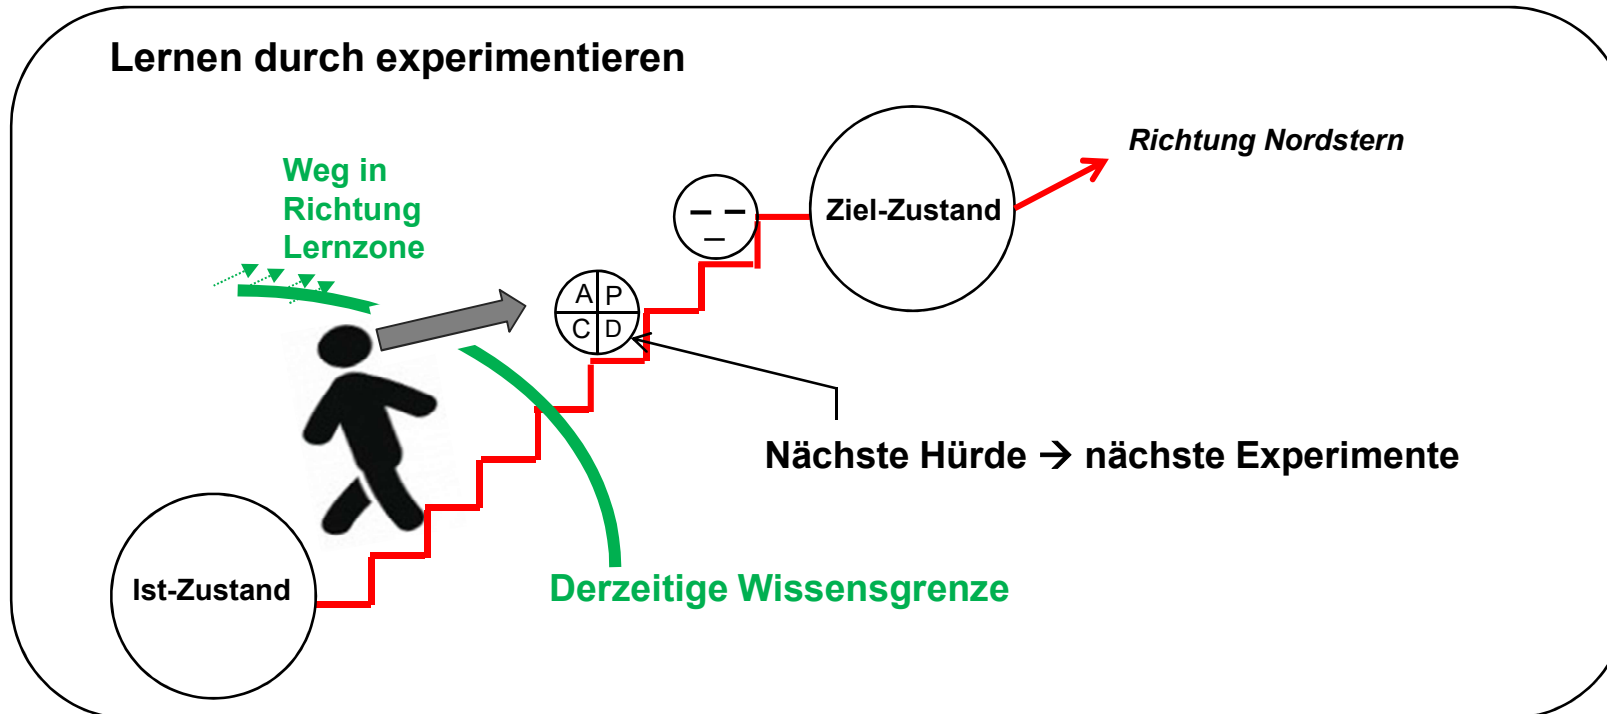 Lernen durch experimentieren
Richtung Nordstern
Weg in
Richtung
Lernzone
Ziel-Zustand
A P
C D
Nächste Hürde → nächste Experimente
Derzeitige Wissensgrenze
Ist-Zustand